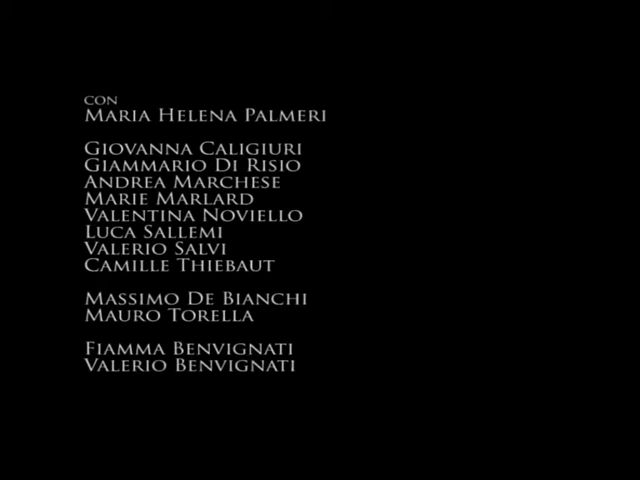 CON
MARIA HELENA PALMERI
GIOVANNA CALIGIURI
GIAMMARIO DI RISIO
ANDREA MARCHESE
MARIE MARLARD
VALENTINA NOVIELLO
LUCA SALLEMI
VALERIO SALVI
CAMILLE THIEBAUT
MASSIMO DE BIANCHI
MAURO TORELLA
FIAMMA BENVIGNATI
VALERIO BENVIGNATI